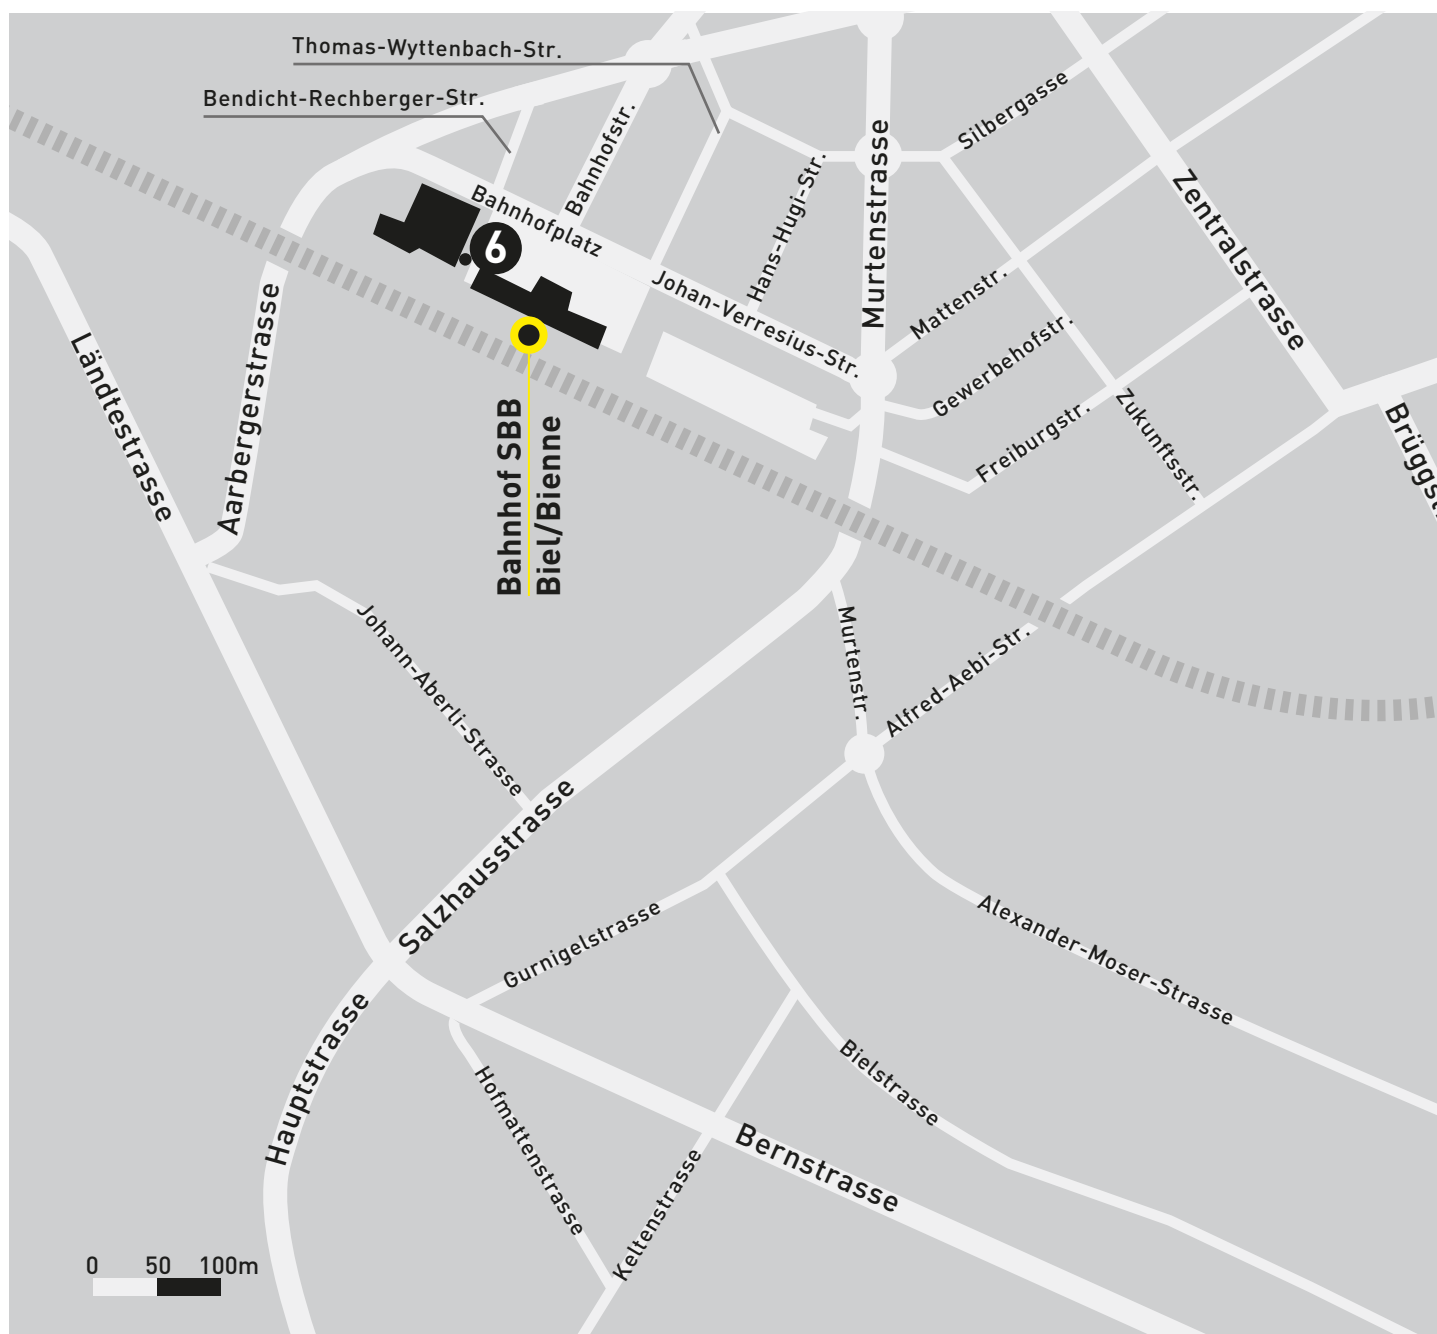 Thomas-Wyttenbach-Str.
Bendicht-Rechberger-Str.
Bahnhofstr.
Silbergasse
Murtenstrasse
Zentralstrasse
Hans-Hugi-Str.
Bahnhofplatz
6
Johan-Verresius-Str.
Mattenstr.
Gewerbehofstr.
Freiburgstr.
Zukunftsstr.
Ländtestrasse
Aarbergerstrasse
Bahnhof SBB
Biel/Bienne
Murtenstr.
Alfred-Aebi-Str.
Johann-Aberli-Strasse
Salzhausstrasse
Gurnigelstrasse
Alexander-Moser-Strasse
Hauptstrasse
Hofmattenstrasse
Bielstrasse
Keltenstrasse
Bernstrasse
0 50 100m